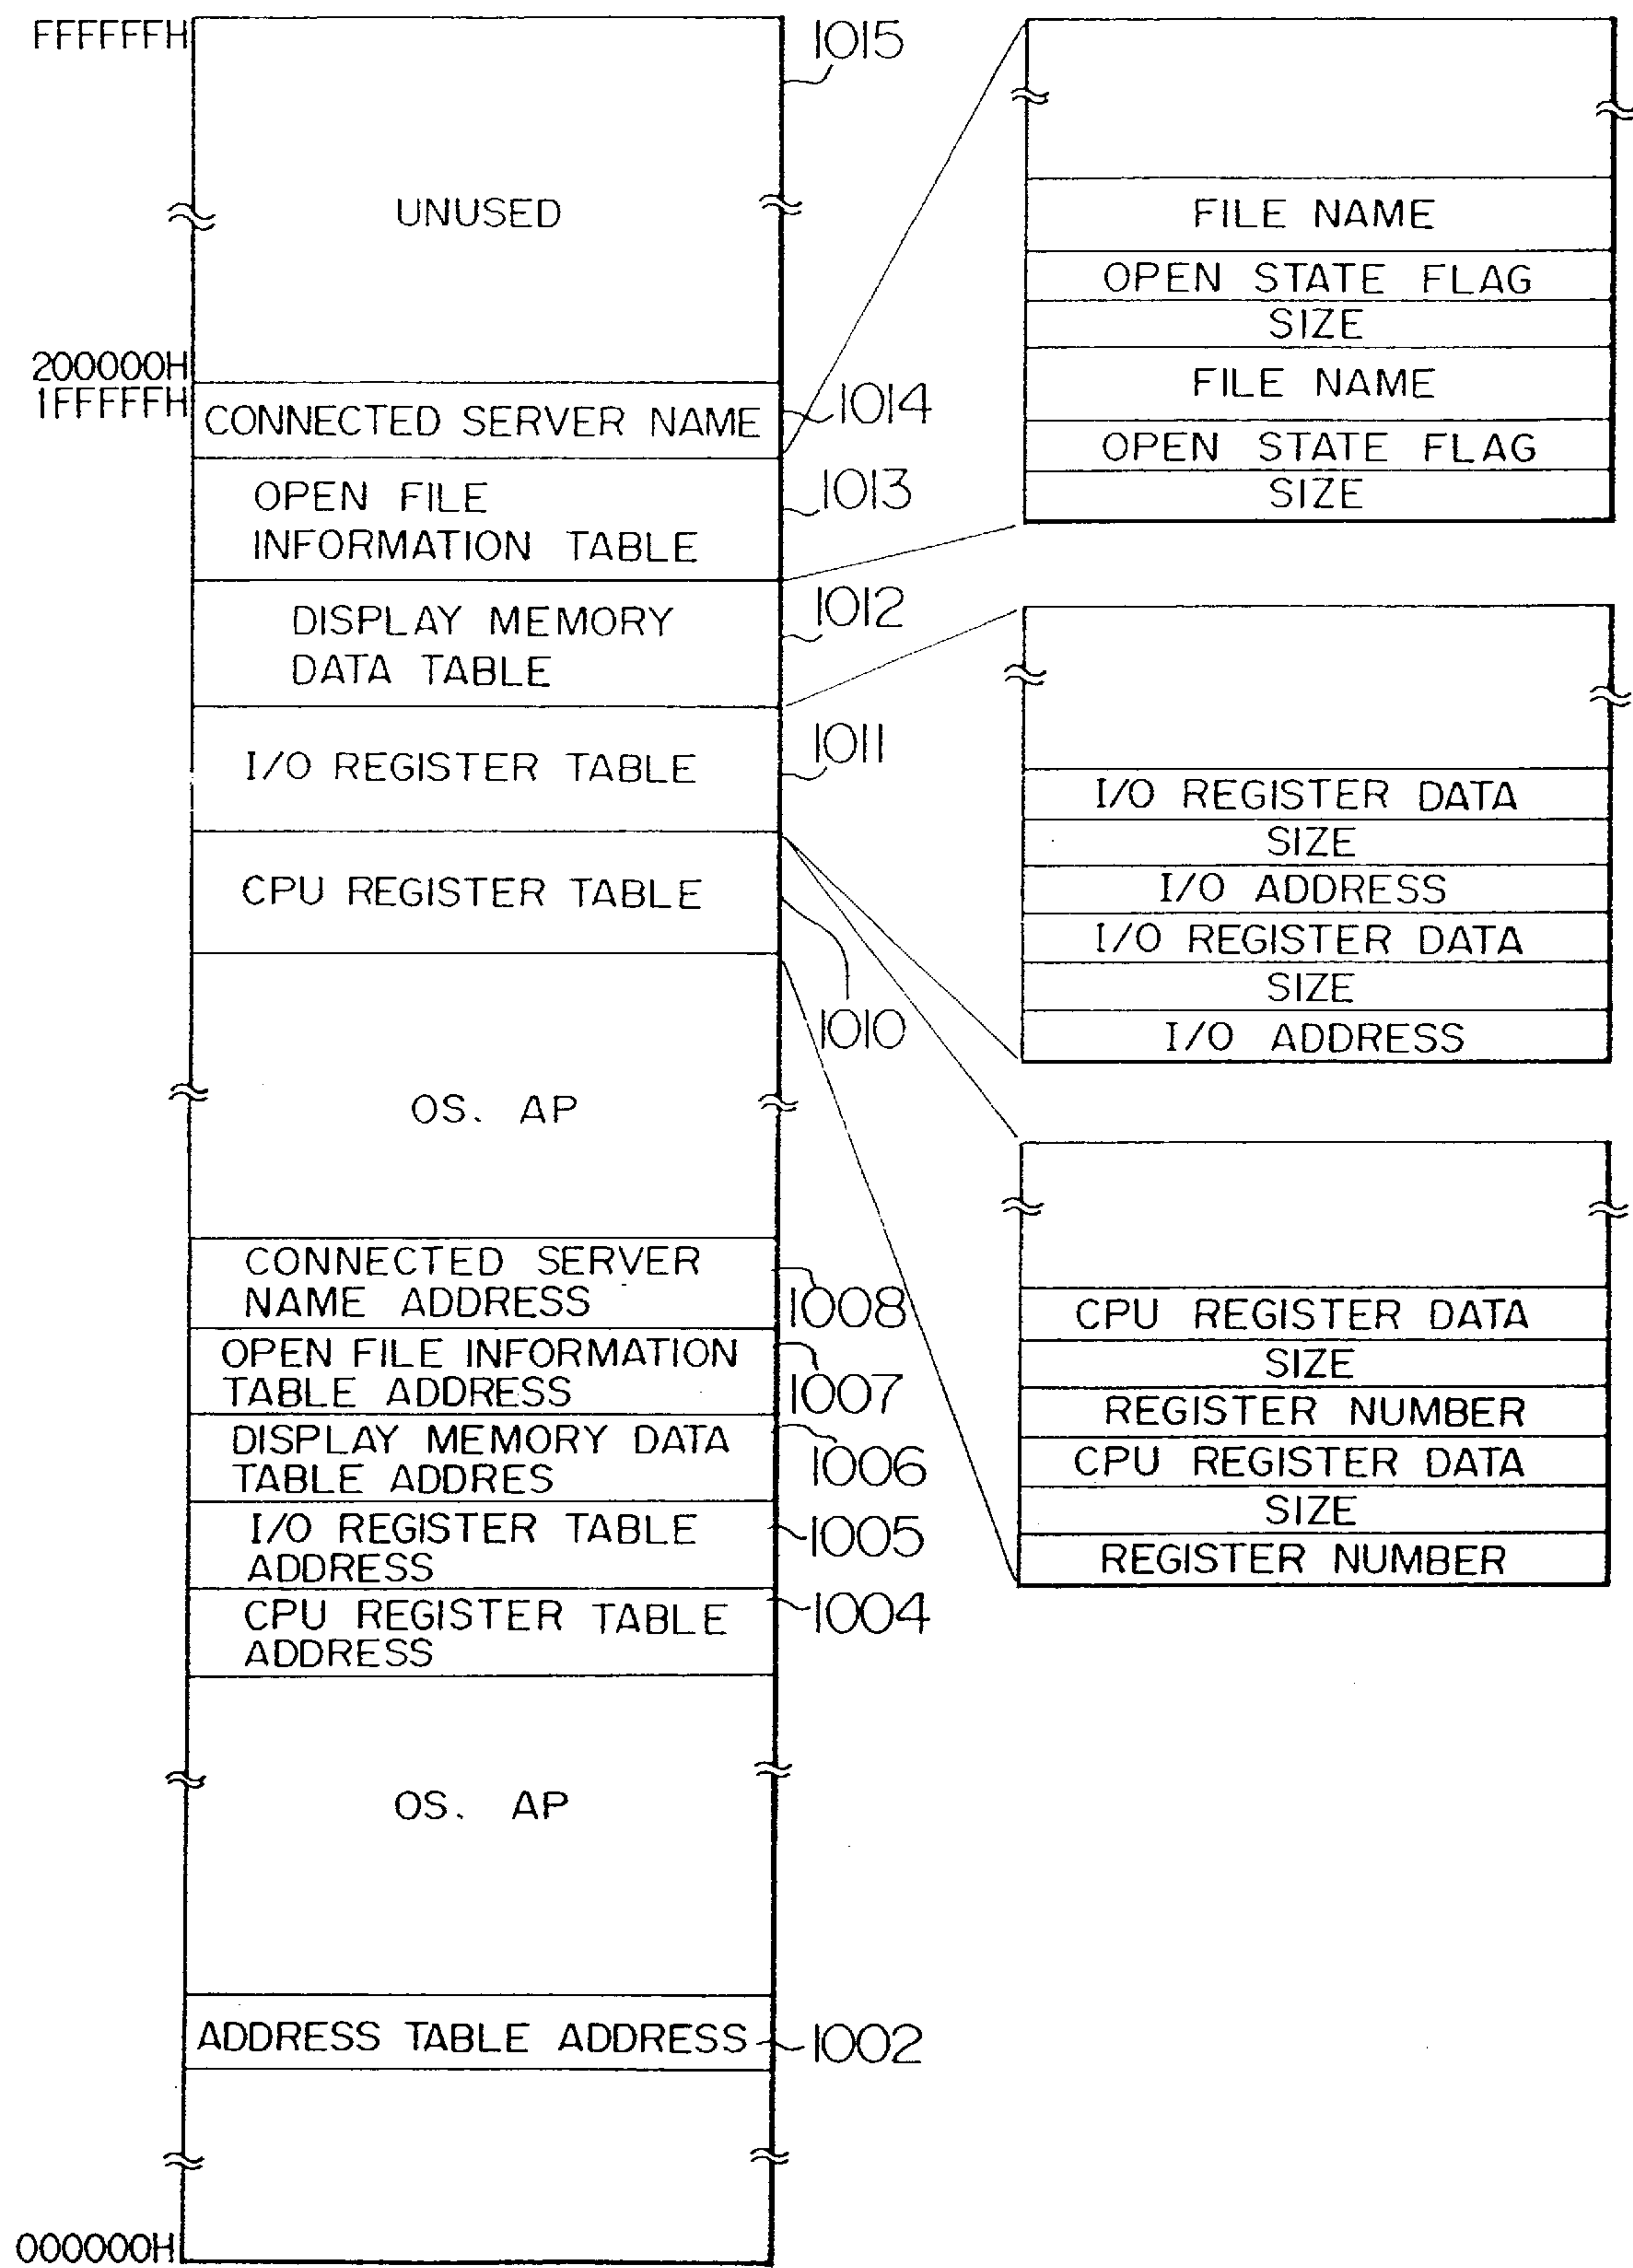 FFFFFFH
1015
UNUSED
200000H
1FFFFFH
CONNECTED SERVER NAME
1014
OPEN FILE
INFORMATION TABLE
1013
DISPLAY MEMORY
DATA TABLE
1012
I/O REGISTER TABLE
1011
CPU REGISTER TABLE
1010
OS. AP
CONNECTED SERVER
NAME ADDRESS
1008
OPEN FILE INFORMATION
TABLE ADDRESS
1007
DISPLAY MEMORY DATA
TABLE ADDRES
1006
I/O REGISTER TABLE
ADDRESS
1005
CPU REGISTER TABLE
ADDRESS
1004
OS. AP
ADDRESS TABLE ADDRESS
1002
000000H
FILE NAME
OPEN STATE FLAG
SIZE
FILE NAME
OPEN STATE FLAG
SIZE
I/O REGISTER DATA
SIZE
I/O ADDRESS
I/O REGISTER DATA
SIZE
I/O ADDRESS
CPU REGISTER DATA
SIZE
REGISTER NUMBER
CPU REGISTER DATA
SIZE
REGISTER NUMBER